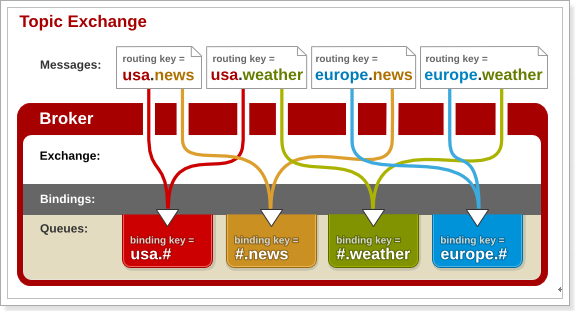 Topic Exchange
Messages:
routing key =
usa.news
routing key =
usa.weather
routing key =
europe.news
routing key =
europe.weather
Broker
Exchange:
Bindings:
Queues:
binding key =
usa.#
binding key =
#.news
binding key =
#.weather
binding key =
europe.#